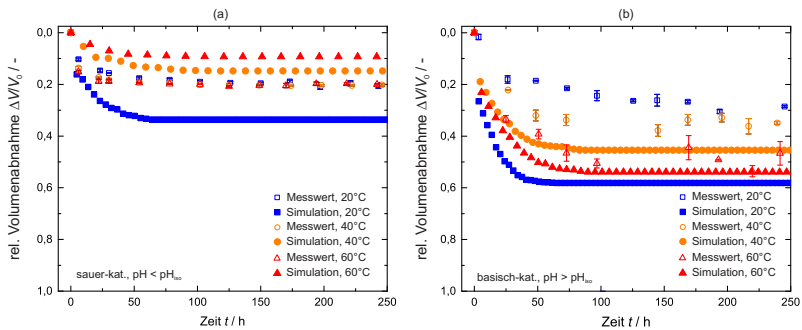 (a)
rel. Volumenabnahme ΔV/V₀ / -
0,0
0,2
0,4
0,6
0,8
1,0
Messwert, 20°C
Simulation, 20°C
Messwert, 40°C
Simulation, 40°C
Messwert, 60°C
Simulation, 60°C
sauer-kat., pH < pH_iso
0 50 100 150 200 250
Zeit t / h
(b)
rel. Volumenabnahme ΔV/V₀ / -
0,0
0,2
0,4
0,6
0,8
1,0
Messwert, 20°C
Simulation, 20°C
Messwert, 40°C
Simulation, 40°C
Messwert, 60°C
Simulation, 60°C
basisch-kat., pH > pH_iso
0 50 100 150 200 250
Zeit t / h